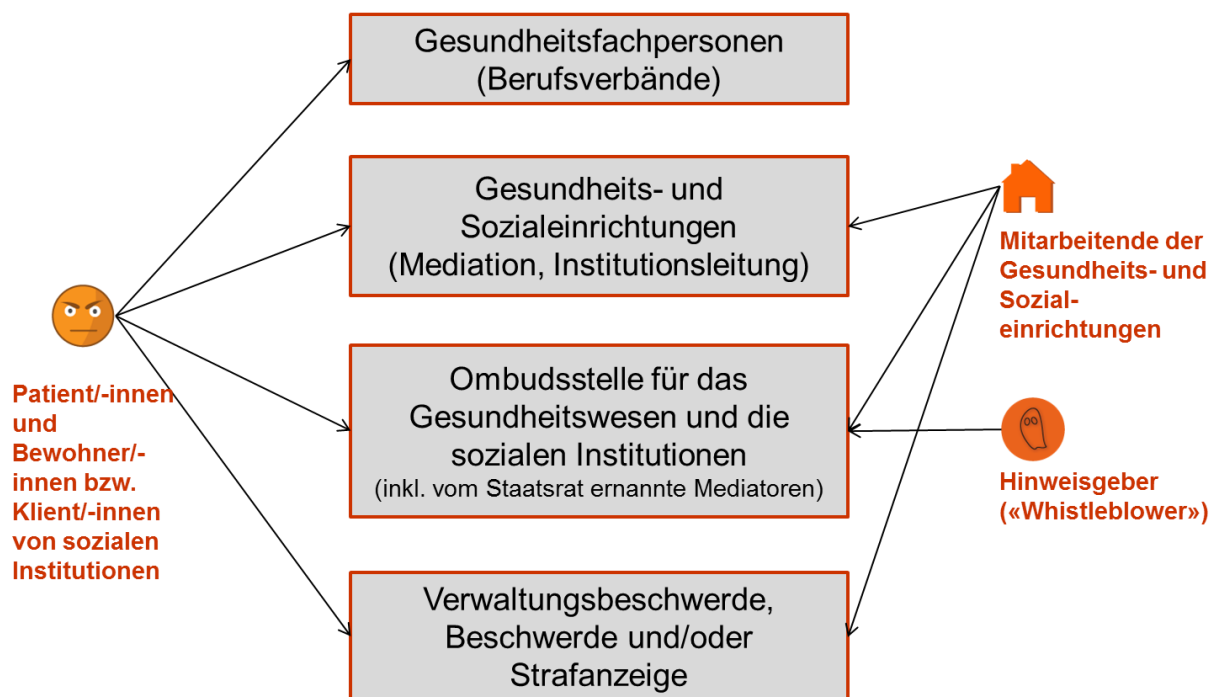 Gesundheitsfachpersonen
(Berufsverbände)
Gesundheits- und
Sozialeinrichtungen
(Mediation, Institutionsleitung)
Ombudsstelle für das
Gesundheitswesen und die
sozialen Institutionen
(inkl. vom Staatsrat ernannte Mediatoren)
Verwaltungsbeschwerde,
Beschwerde und/oder
Strafanzeige
Patient/-innen
und
Bewohner/-
innen bzw.
Klient/-innen
von sozialen
Institutionen
Mitarbeitende der
Gesundheits- und
Sozial-
einrichtungen
Hinweisgeber
(«Whistleblower»)